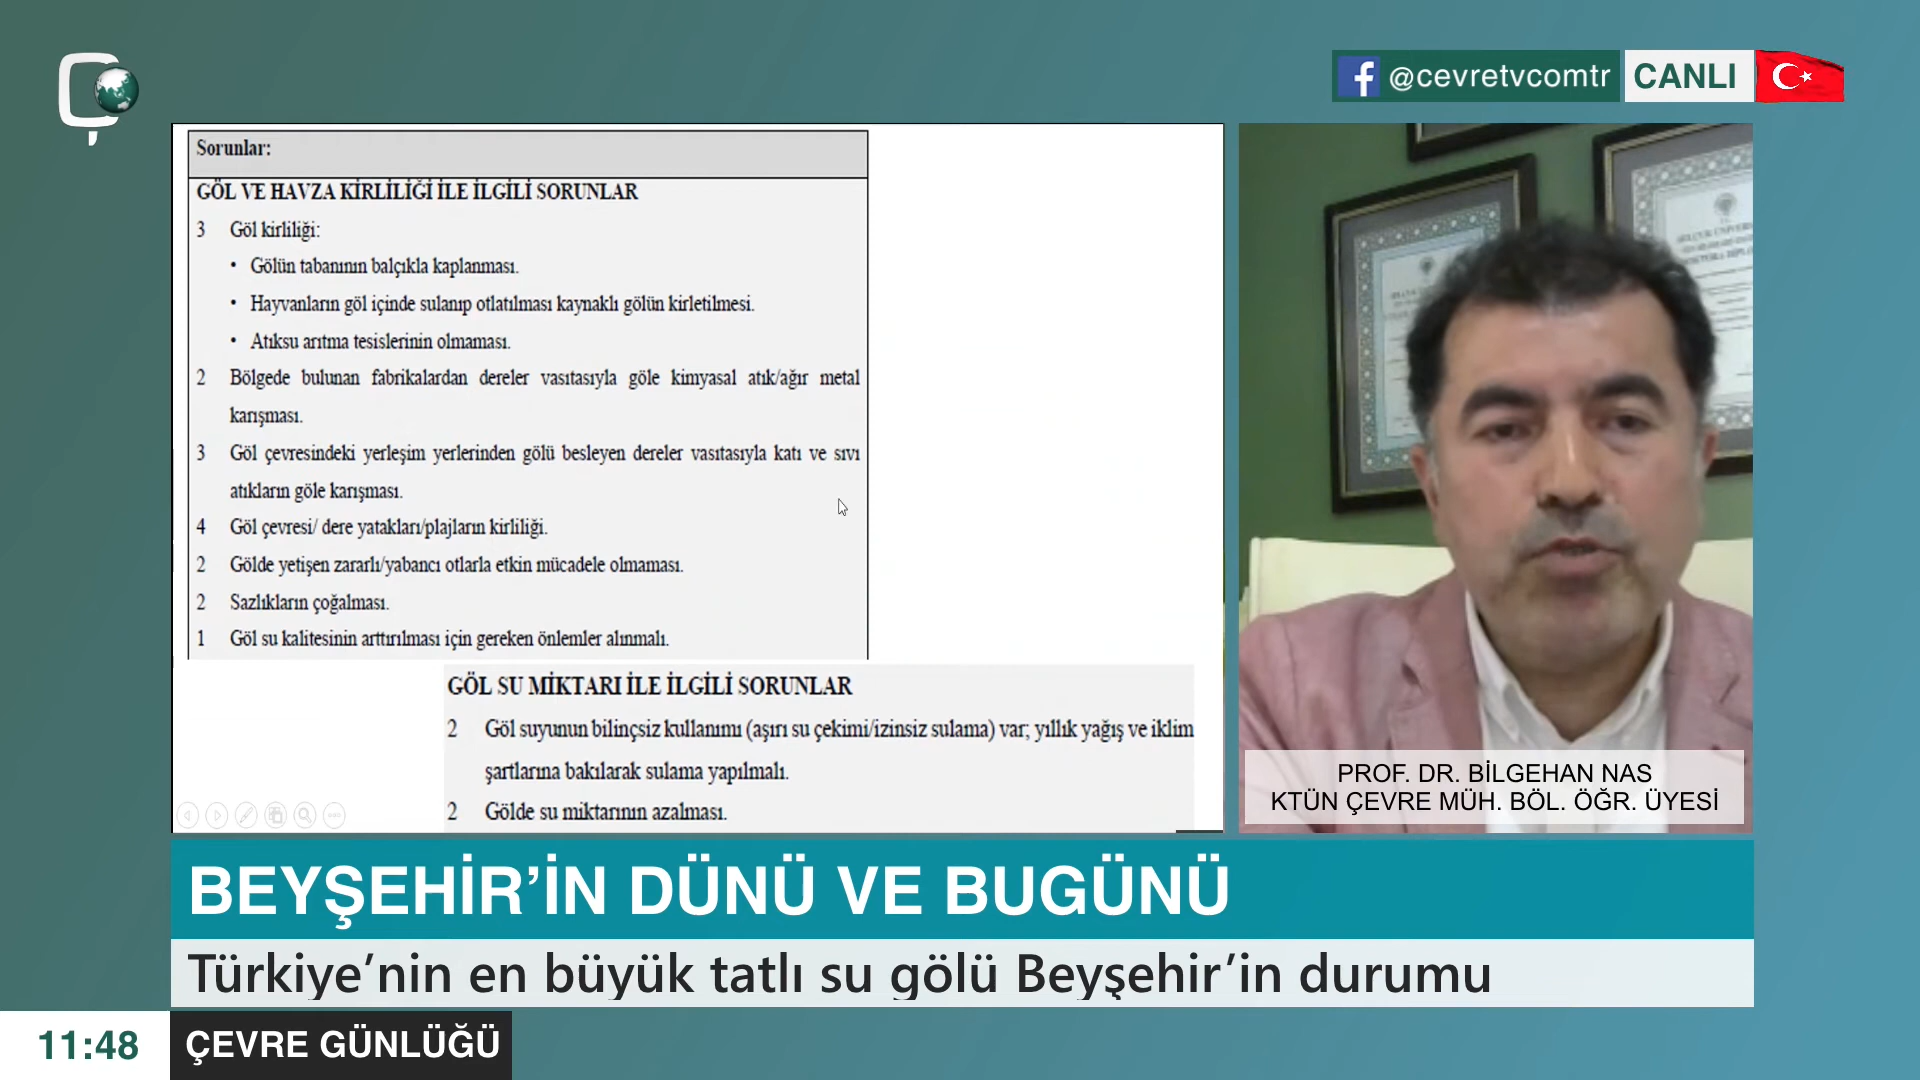 @cevretvcomtr CANLI
Sorunlar:
GÖL VE HAVZA KİRLİLİĞİ İLE İLGİLİ SORUNLAR
3 Göl kirliliği:
• Gölün tabanının balçıkla kaplanması.
• Hayvanların göl içinde sulanıp otlatılması kaynaklı gölün kirletilmesi.
• Atıksu arıtma tesislerinin olmaması.
2 Bölgede bulunan fabrikalardan dereler vasıtasıyla göle kimyasal atık/ağır metal
karışması.
3 Göl çevresindeki yerleşim yerlerinden gölü besleyen dereler vasıtasıyla katı ve sıvı
atıkların göle karışması.
4 Göl çevresi/ dere yatakları/plajların kirliliği.
2 Gölde yetişen zararlı/yabancı otlarla etkin mücadele olmaması.
2 Sazlıkların çoğalması.
1 Göl su kalitesinin arttırılması için gereken önlemler alınmalı.
GÖL SU MİKTARI İLE İLGİLİ SORUNLAR
2 Göl suyunun bilinçsiz kullanımı (aşırı su çekimi/izinsiz sulama) var; yıllık yağış ve iklim
şartlarına bakılarak sulama yapılmalı.
2 Gölde su miktarının azalması.
PROF. DR. BİLGEHAN NAS
KTÜN ÇEVRE MÜH. BÖL. ÖĞR. ÜYESİ
BEYŞEHİR’İN DÜNÜ VE BUGÜNÜ
Türkiye’nin en büyük tatlı su gölü Beyşehir’in durumu
11:48 ÇEVRE GÜNLÜĞÜ